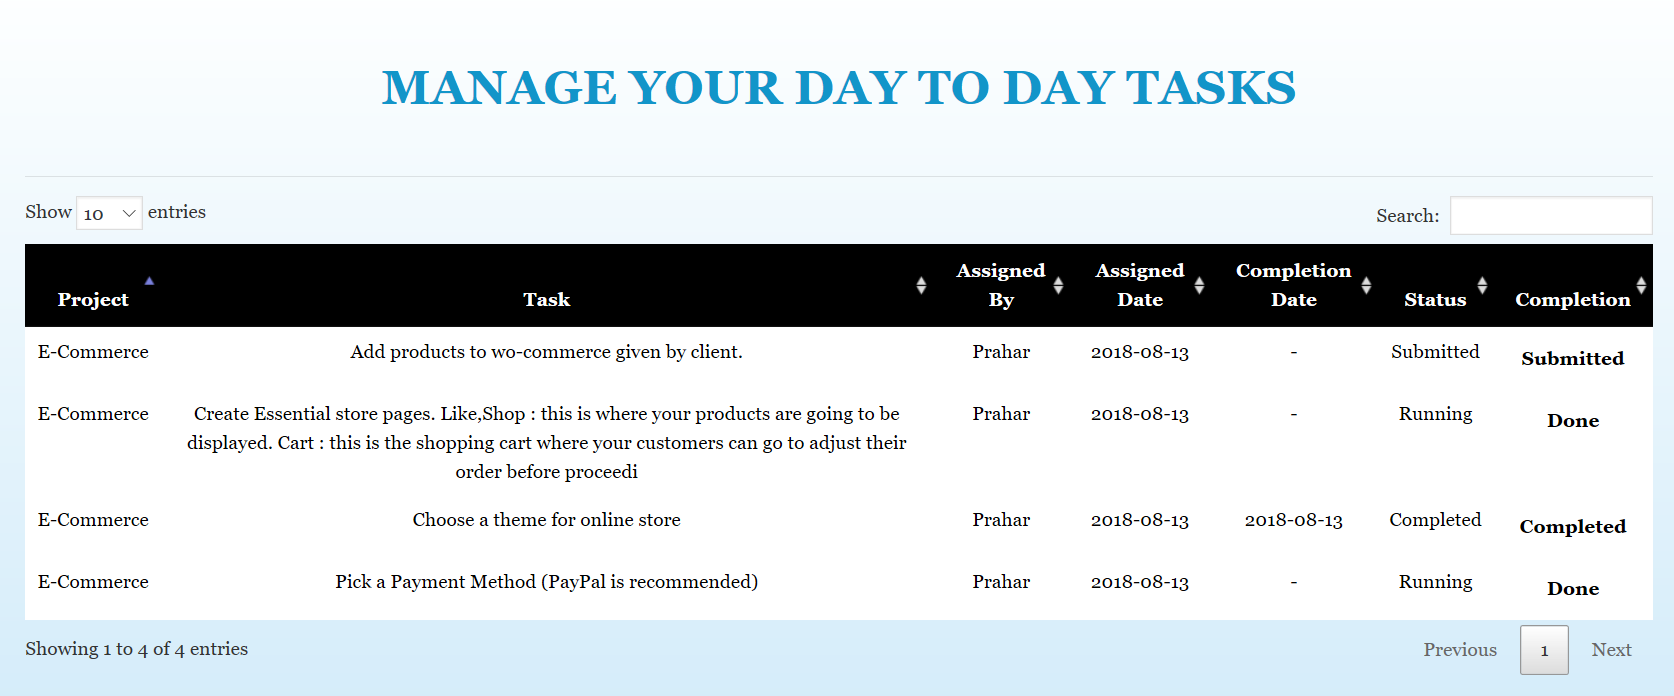 MANAGE YOUR DAY TO DAY TASKS
Show 10 entries
Search:
Project Task Assigned By Assigned Date Completion Date Status Completion
E-Commerce Add products to wo-commerce given by client. Prahar 2018-08-13 - Submitted Submitted
E-Commerce Create Essential store pages. Like,Shop : this is where your products are going to be Prahar 2018-08-13 - Running Done
displayed. Cart : this is the shopping cart where your customers can go to adjust their
order before proceedi
E-Commerce Choose a theme for online store Prahar 2018-08-13 2018-08-13 Completed Completed
E-Commerce Pick a Payment Method (PayPal is recommended) Prahar 2018-08-13 - Running Done
Showing 1 to 4 of 4 entries
Previous 1 Next